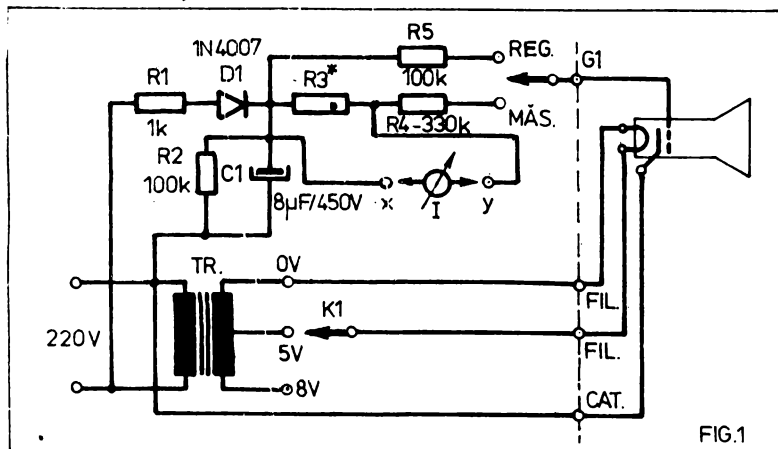 1N4007
D1
R1
1k
R5
100k
REG.
G1
R3*
R4-330k
MĂS.
R2
100k
C1
8µF/450V
x
I
y
TR.
0V
K1
5V
8V
220V
FIL.
FIL.
CAT.
FIG.1